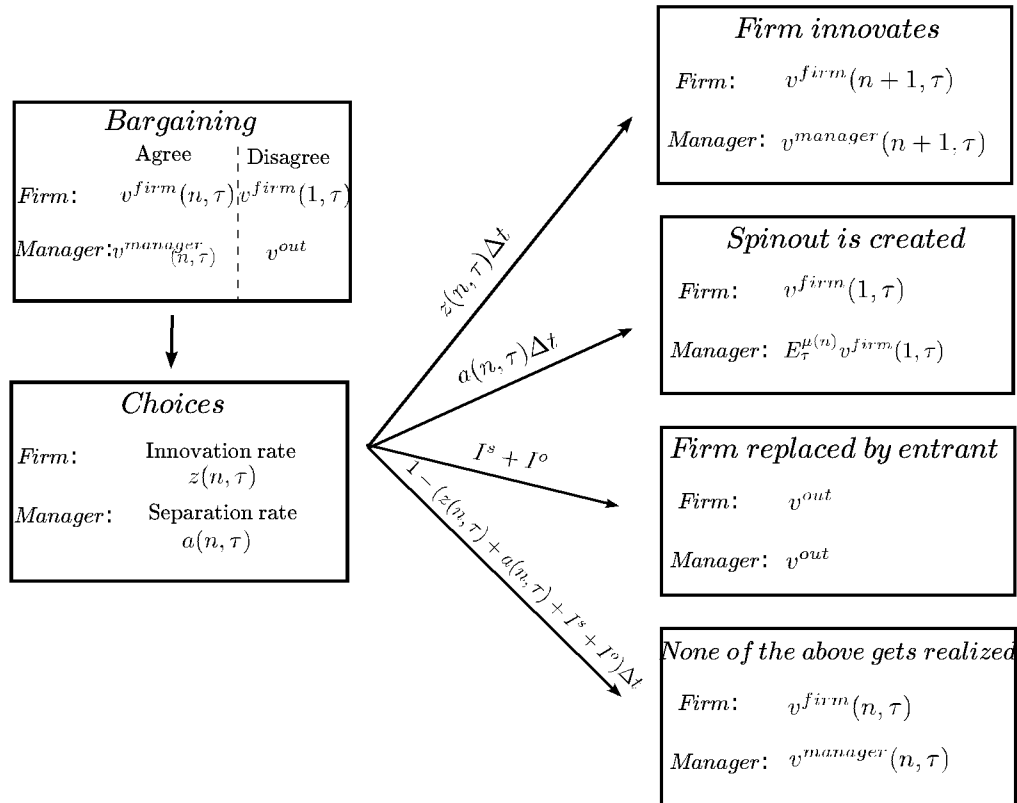 Bargaining
Agree Disagree
Firm: v^{firm}(n, τ) v^{firm}(1, τ)
Manager: v^{manager}(n, τ) v^{out}
Choices
Firm: Innovation rate
z(n, τ)
Manager: Separation rate
a(n, τ)
z(n, τ)Δt
a(n, τ)Δt
I^s + I^o
1 − (z(n, τ) + a(n, τ) + I^s + I^o)Δt
Firm innovates
Firm: v^{firm}(n + 1, τ)
Manager: v^{manager}(n + 1, τ)
Spinout is created
Firm: v^{firm}(1, τ)
Manager: E_τ^{μ(n)} v^{firm}(1, τ)
Firm replaced by entrant
Firm: v^{out}
Manager: v^{out}
None of the above gets realized
Firm: v^{firm}(n, τ)
Manager: v^{manager}(n, τ)